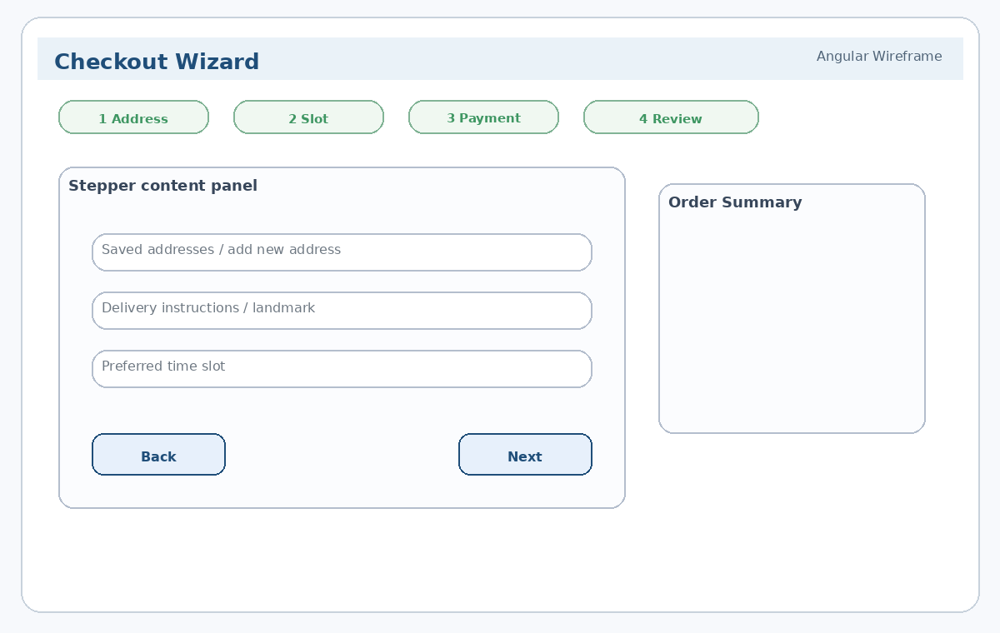 Checkout Wizard
Angular Wireframe
1 Address
2 Slot
3 Payment
4 Review
Stepper content panel
Order Summary
Saved addresses / add new address
Delivery instructions / landmark
Preferred time slot
Back
Next